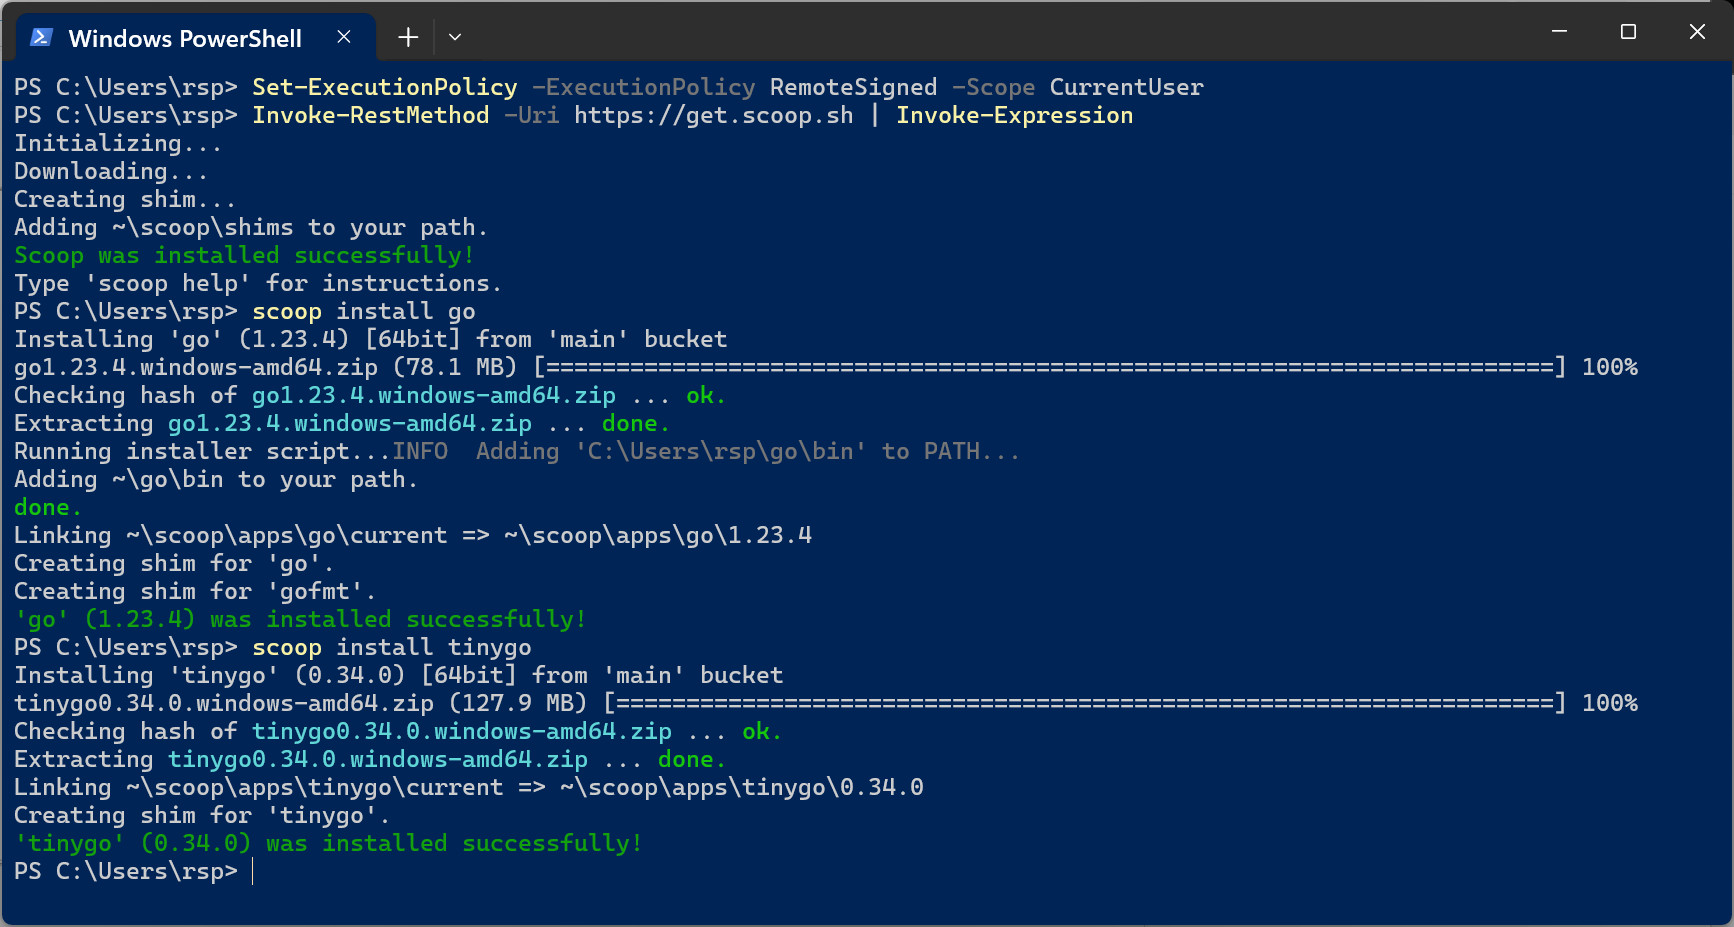 Windows PowerShell
PS C:\Users\rsp> Set-ExecutionPolicy -ExecutionPolicy RemoteSigned -Scope CurrentUser
PS C:\Users\rsp> Invoke-RestMethod -Uri https://get.scoop.sh | Invoke-Expression
Initializing...
Downloading...
Creating shim...
Adding ~\scoop\shims to your path.
Scoop was installed successfully!
Type 'scoop help' for instructions.
PS C:\Users\rsp> scoop install go
Installing 'go' (1.23.4) [64bit] from 'main' bucket
go1.23.4.windows-amd64.zip (78.1 MB) [========================================================================] 100%
Checking hash of go1.23.4.windows-amd64.zip ... ok.
Extracting go1.23.4.windows-amd64.zip ... done.
Running installer script...INFO  Adding 'C:\Users\rsp\go\bin' to PATH...
Adding ~\go\bin to your path.
done.
Linking ~\scoop\apps\go\current => ~\scoop\apps\go\1.23.4
Creating shim for 'go'.
Creating shim for 'gofmt'.
'go' (1.23.4) was installed successfully!
PS C:\Users\rsp> scoop install tinygo
Installing 'tinygo' (0.34.0) [64bit] from 'main' bucket
tinygo0.34.0.windows-amd64.zip (127.9 MB) [===================================================================] 100%
Checking hash of tinygo0.34.0.windows-amd64.zip ... ok.
Extracting tinygo0.34.0.windows-amd64.zip ... done.
Linking ~\scoop\apps\tinygo\current => ~\scoop\apps\tinygo\0.34.0
Creating shim for 'tinygo'.
'tinygo' (0.34.0) was installed successfully!
PS C:\Users\rsp>